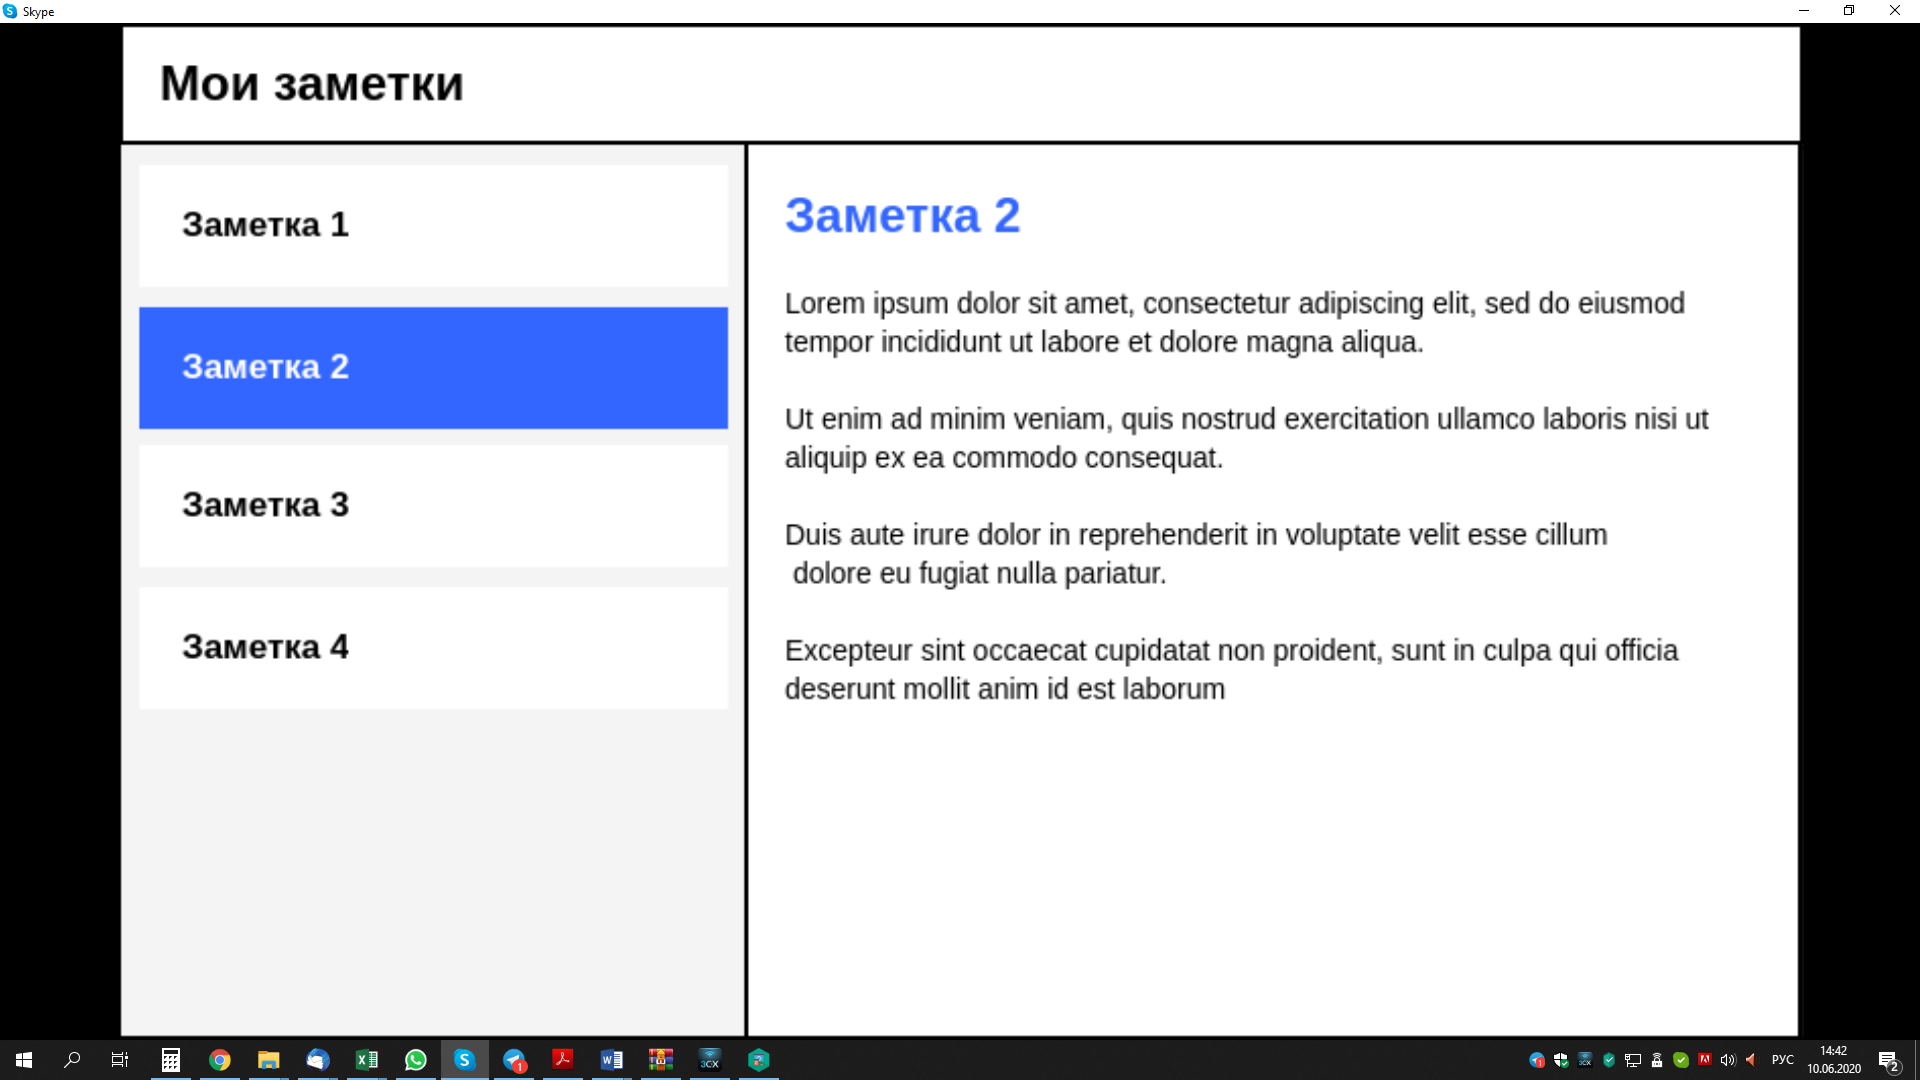 Skype
Мои заметки
Заметка 1
Заметка 2
Заметка 3
Заметка 4
Заметка 2
Lorem ipsum dolor sit amet, consectetur adipiscing elit, sed do eiusmod
tempor incididunt ut labore et dolore magna aliqua.
Ut enim ad minim veniam, quis nostrud exercitation ullamco laboris nisi ut
aliquip ex ea commodo consequat.
Duis aute irure dolor in reprehenderit in voluptate velit esse cillum
dolore eu fugiat nulla pariatur.
Excepteur sint occaecat cupidatat non proident, sunt in culpa qui officia
deserunt mollit anim id est laborum
1
3CX
3CX
РУС
14:42
10.06.2020
2